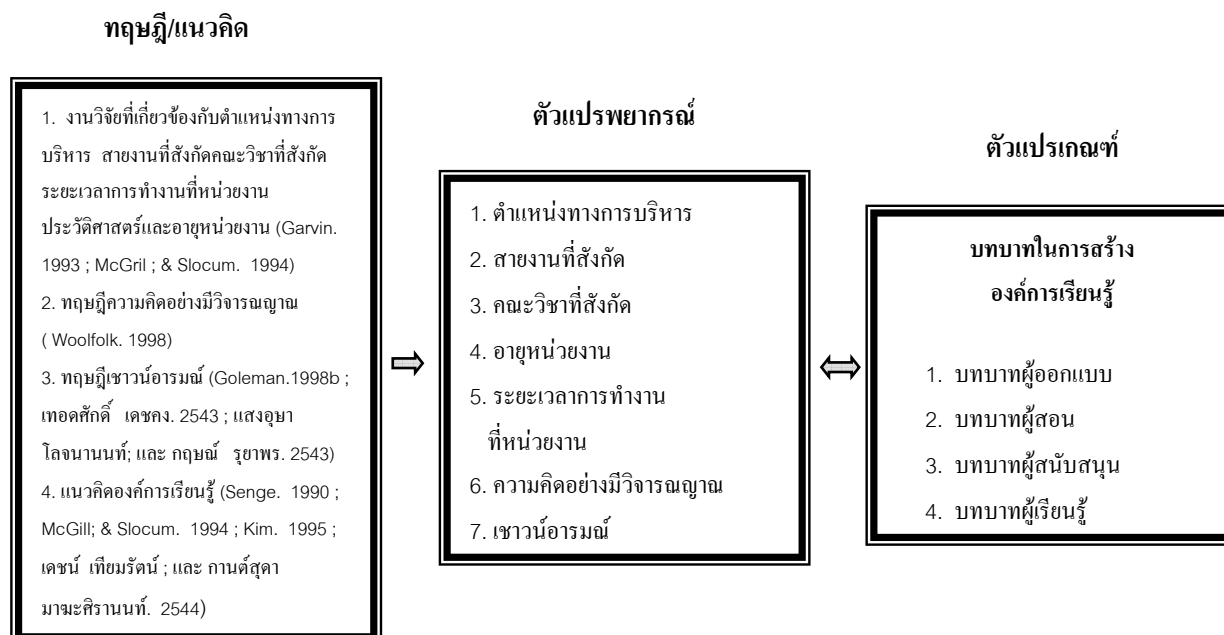 ทฤษฎี/แนวคิด
1. งานวิจัยที่เกี่ยวข้องกับตำแหน่งทางการ
บริหาร สายงานที่สังกัดคณะวิชาที่สังกัด
ระยะเวลาการทำงานที่หน่วยงาน
ประวัติศาสตร์และอายุหน่วยงาน (Garvin.
1993 ; McGril ; & Slocum. 1994)
2. ทฤษฎีความคิดอย่างมีวิจารณญาณ
( Woolfolk. 1998)
3. ทฤษฎีเชาวน์อารมณ์ (Goleman.1998b ;
เทอดศักดิ์ เดชคง. 2543 ; แสงอุษา
โลจนานนท์; และ กฤษณ์ รุยาพร. 2543)
4. แนวคิดองค์การเรียนรู้ (Senge. 1990 ;
McGill; & Slocum. 1994 ; Kim. 1995 ;
เดชน์ เทียมรัตน์ ; และ กานต์สุดา
มาฆะศิรานนท์. 2544)
ตัวแปรพยากรณ์
1. ตำแหน่งทางการบริหาร
2. สายงานที่สังกัด
3. คณะวิชาที่สังกัด
4. อายุหน่วยงาน
5. ระยะเวลาการทำงาน
ที่หน่วยงาน
6. ความคิดอย่างมีวิจารณญาณ
7. เชาวน์อารมณ์
ตัวแปรเกณฑ์
บทบาทในการสร้าง
องค์การเรียนรู้
1. บทบาทผู้ออกแบบ
2. บทบาทผู้สอน
3. บทบาทผู้สนับสนุน
4. บทบาทผู้เรียนรู้